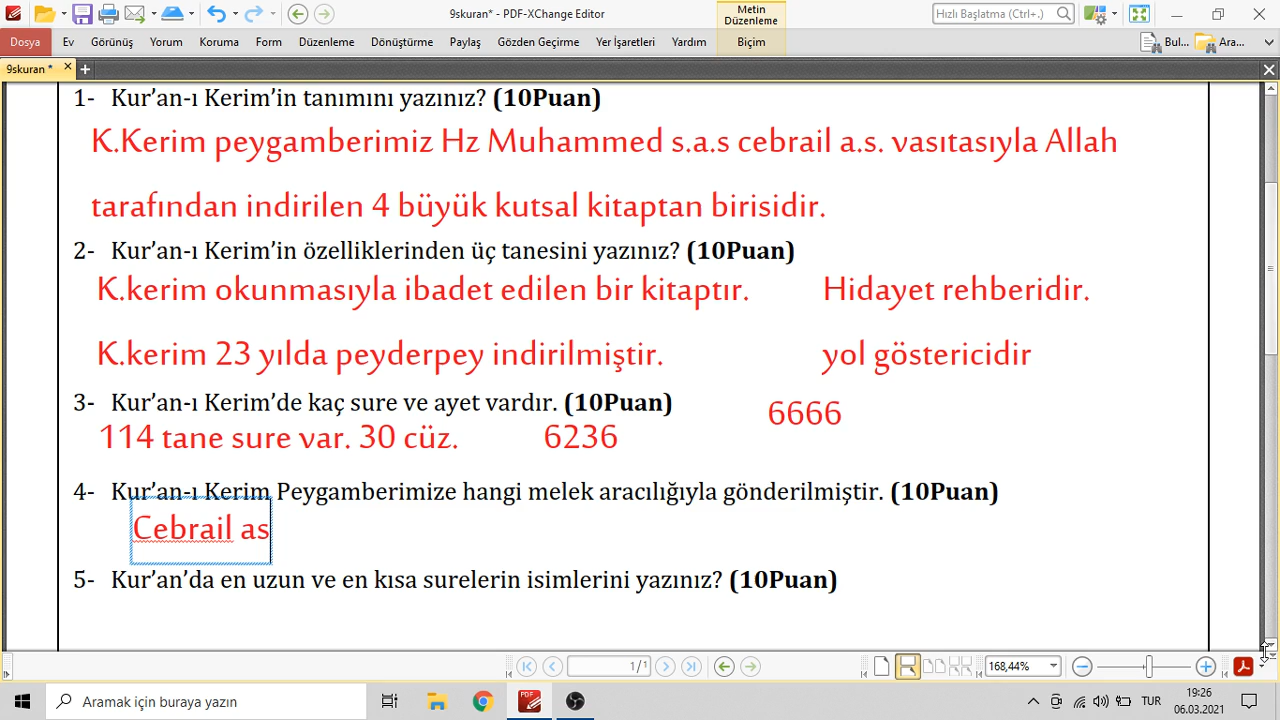 9skuran* - PDF-XChange Editor
Metin Düzenleme
Hızlı Başlatma (Ctrl+.)
Dosya Ev Görünüş Yorum Koruma Form Düzenleme Dönüştürme Paylaş Gözden Geçirme Yer İşaretleri Yardım Biçim Bul... Ara...
9skuran *
1- Kur’an-ı Kerim’in tanımını yazınız? (10Puan)
K.Kerim peygamberimiz Hz Muhammed s.a.s cebrail a.s. vasıtasıyla Allah
tarafından indirilen 4 büyük kutsal kitaptan birisidir.
2- Kur’an-ı Kerim’in özelliklerinden üç tanesini yazınız? (10Puan)
K.kerim okunmasıyla ibadet edilen bir kitaptır. Hidayet rehberidir.
K.kerim 23 yılda peyderpey indirilmiştir. yol göstericidir
3- Kur’an-ı Kerim’de kaç sure ve ayet vardır. (10Puan)
6666
114 tane sure var. 30 cüz. 6236
4- Kur’an-ı Kerim Peygamberimize hangi melek aracılığıyla gönderilmiştir. (10Puan)
Cebrail as
5- Kur’an’da en uzun ve en kısa surelerin isimlerini yazınız? (10Puan)
1/1
168,44%
Aramak için buraya yazın
PDF
TUR
19:26
06.03.2021